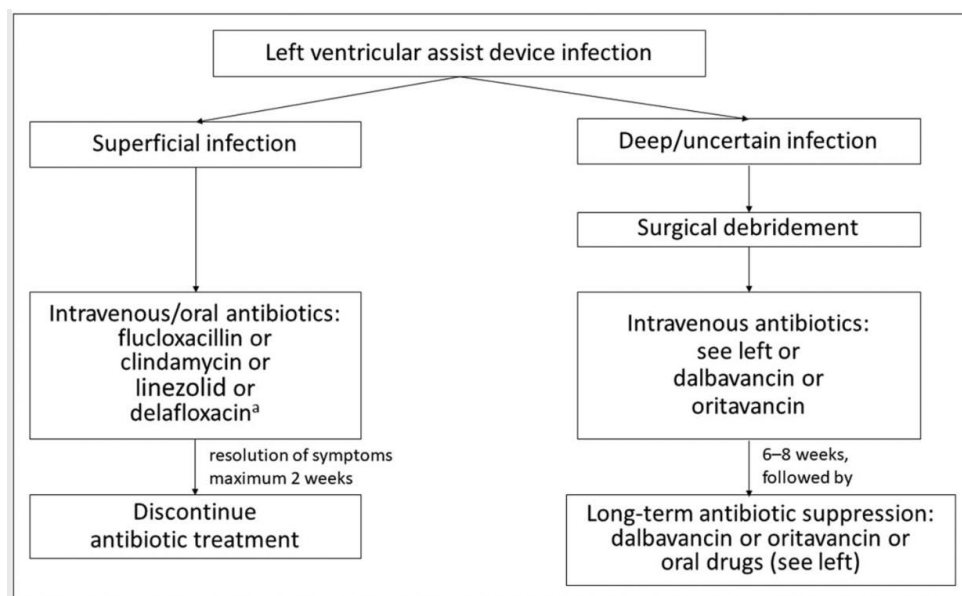 Left ventricular assist device infection
Superficial infection
Deep/uncertain infection
Surgical debridement
Intravenous/oral antibiotics:
flucloxacillin or
clindamycin or
linezolid or
delafloxacinᵃ
Intravenous antibiotics:
see left or
dalbavancin or
oritavancin
resolution of symptoms
maximum 2 weeks
6–8 weeks,
followed by
Discontinue
antibiotic treatment
Long-term antibiotic suppression:
dalbavancin or oritavancin or
oral drugs (see left)